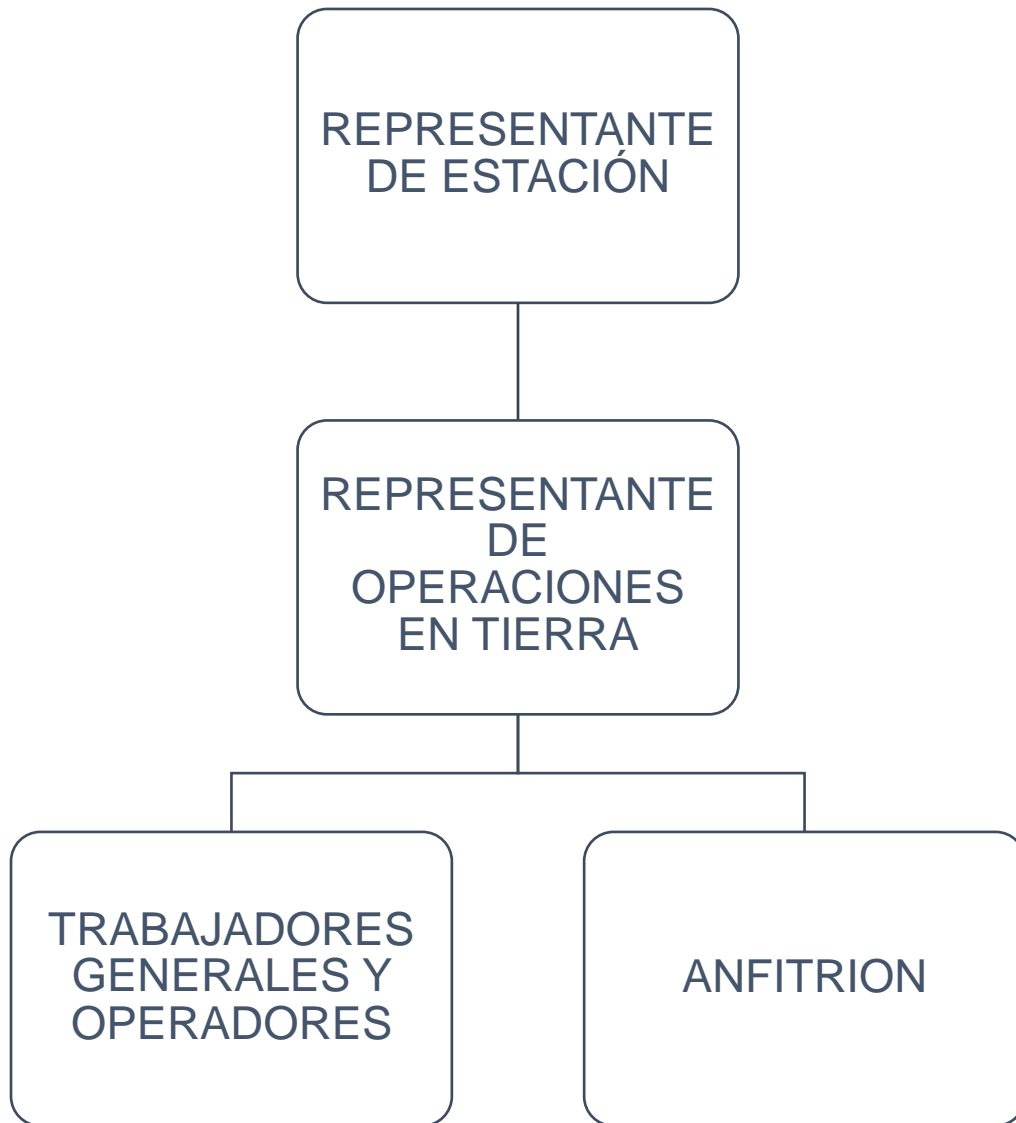 REPRESENTANTE
DE ESTACIÓN
REPRESENTANTE
DE
OPERACIONES
EN TIERRA
TRABAJADORES
GENERALES Y
OPERADORES
ANFITRION